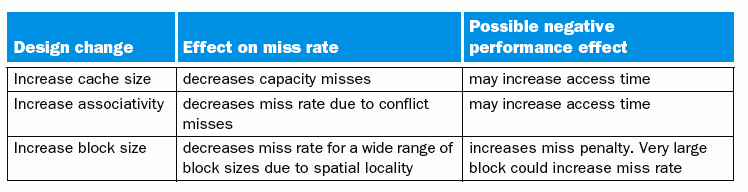 Design change
Effect on miss rate
Possible negative
performance effect
Increase cache size
decreases capacity misses
may increase access time
Increase associativity
decreases miss rate due to conflict
misses
may increase access time
Increase block size
decreases miss rate for a wide range of
block sizes due to spatial locality
increases miss penalty. Very large
block could increase miss rate